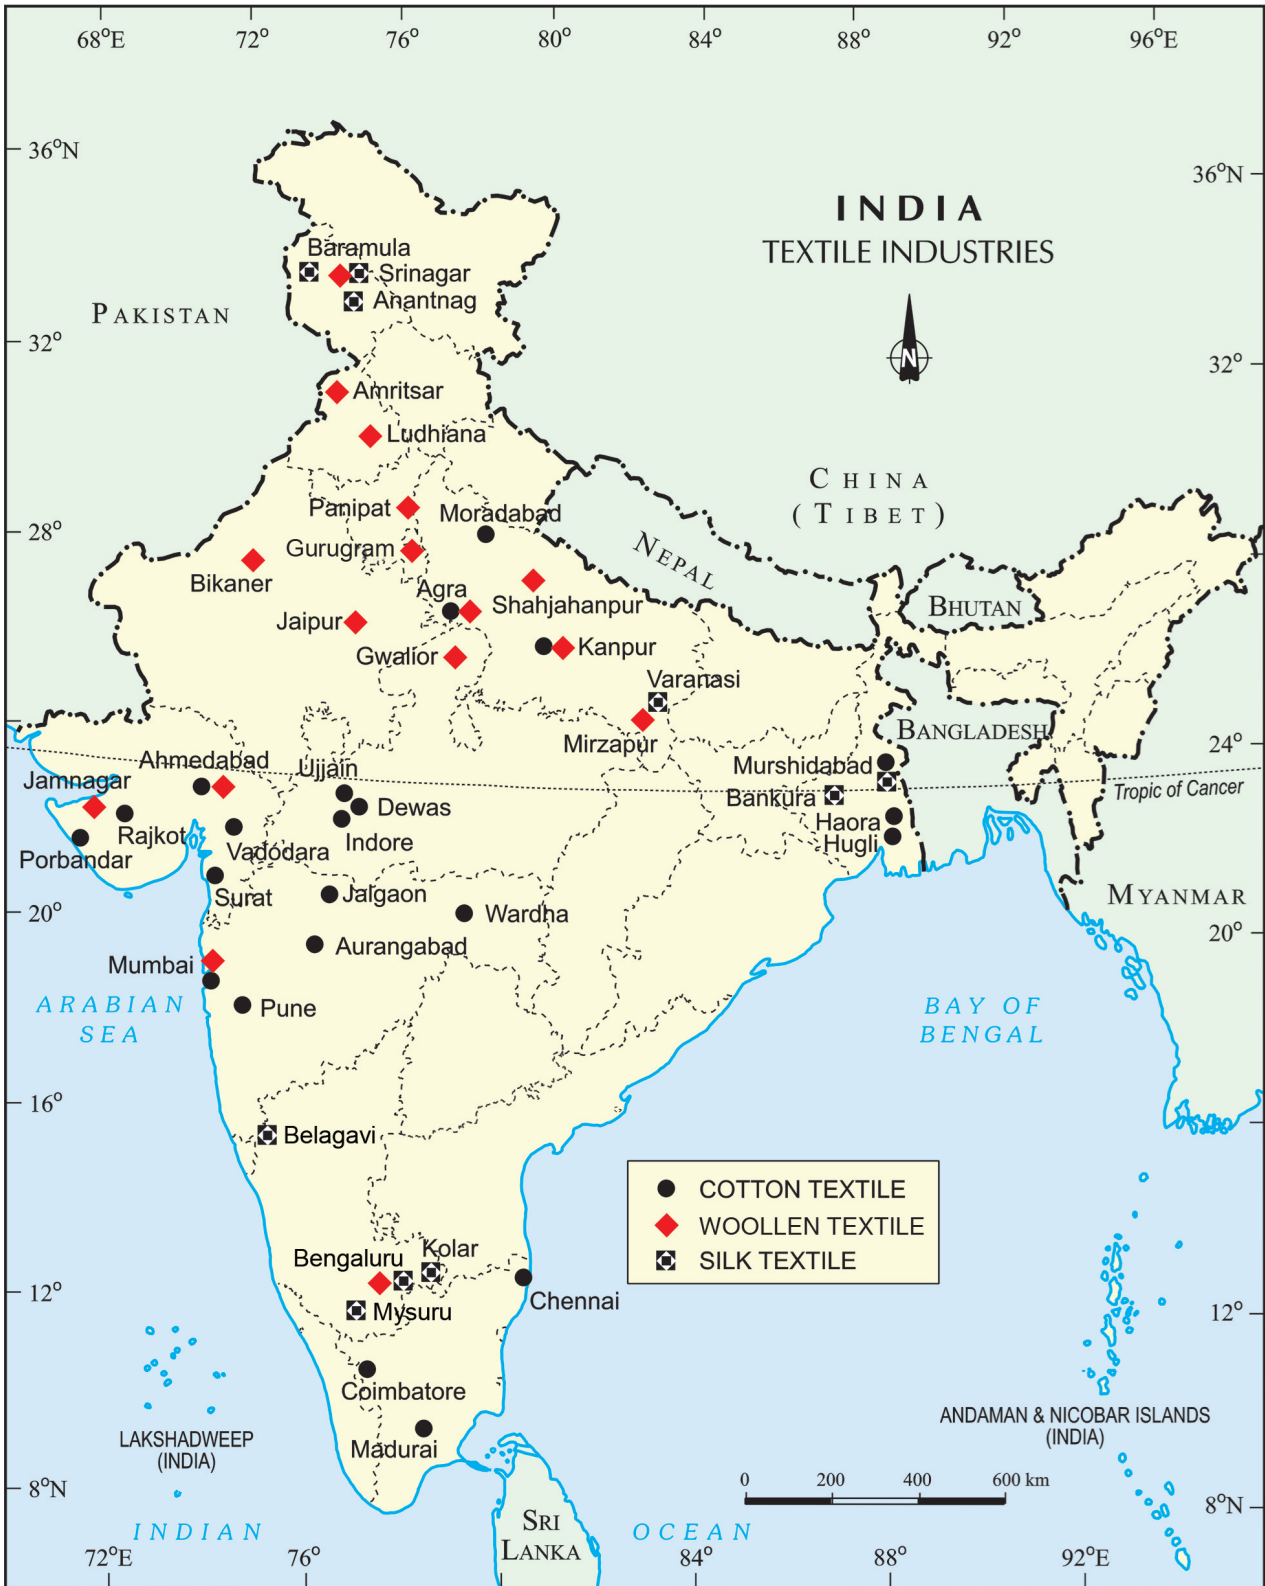 68°E 72° 76° 80° 84° 88° 92° 96°E
36°N
36°N
INDIA
TEXTILE INDUSTRIES
N
Baramula
Srinagar
Anantnag
PAKISTAN
32°
32°
Amritsar
Ludhiana
CHINA
(TIBET)
Panipat
Moradabad
28°
Gurugram
NEPAL
Bikaner
Agra
Shahjahanpur
BHUTAN
Jaipur
Kanpur
Gwalior
Varanasi
Mirzapur
BANGLADESH
24°
Ahmedabad
Ujjain
Murshidabad
Jamnagar
Tropic of Cancer
Bankura
Dewas
Haora
Rajkot
Indore
Hugli
Vadodara
Porbandar
Surat
Jalgaon
MYANMAR
20°
Wardha
20°
Aurangabad
Mumbai
Pune
ARABIAN
SEA
BAY OF
BENGAL
16°
Belagavi
COTTON TEXTILE
WOOLLEN TEXTILE
SILK TEXTILE
Bengaluru
Kolar
12°
Chennai
12°
Mysuru
Coimbatore
Madurai
LAKSHADWEEP
(INDIA)
ANDAMAN & NICOBAR ISLANDS
(INDIA)
0 200 400 600 km
8°N
8°N
INDIAN
OCEAN
SRI
LANKA
72°E 76° 84° 88° 92°E